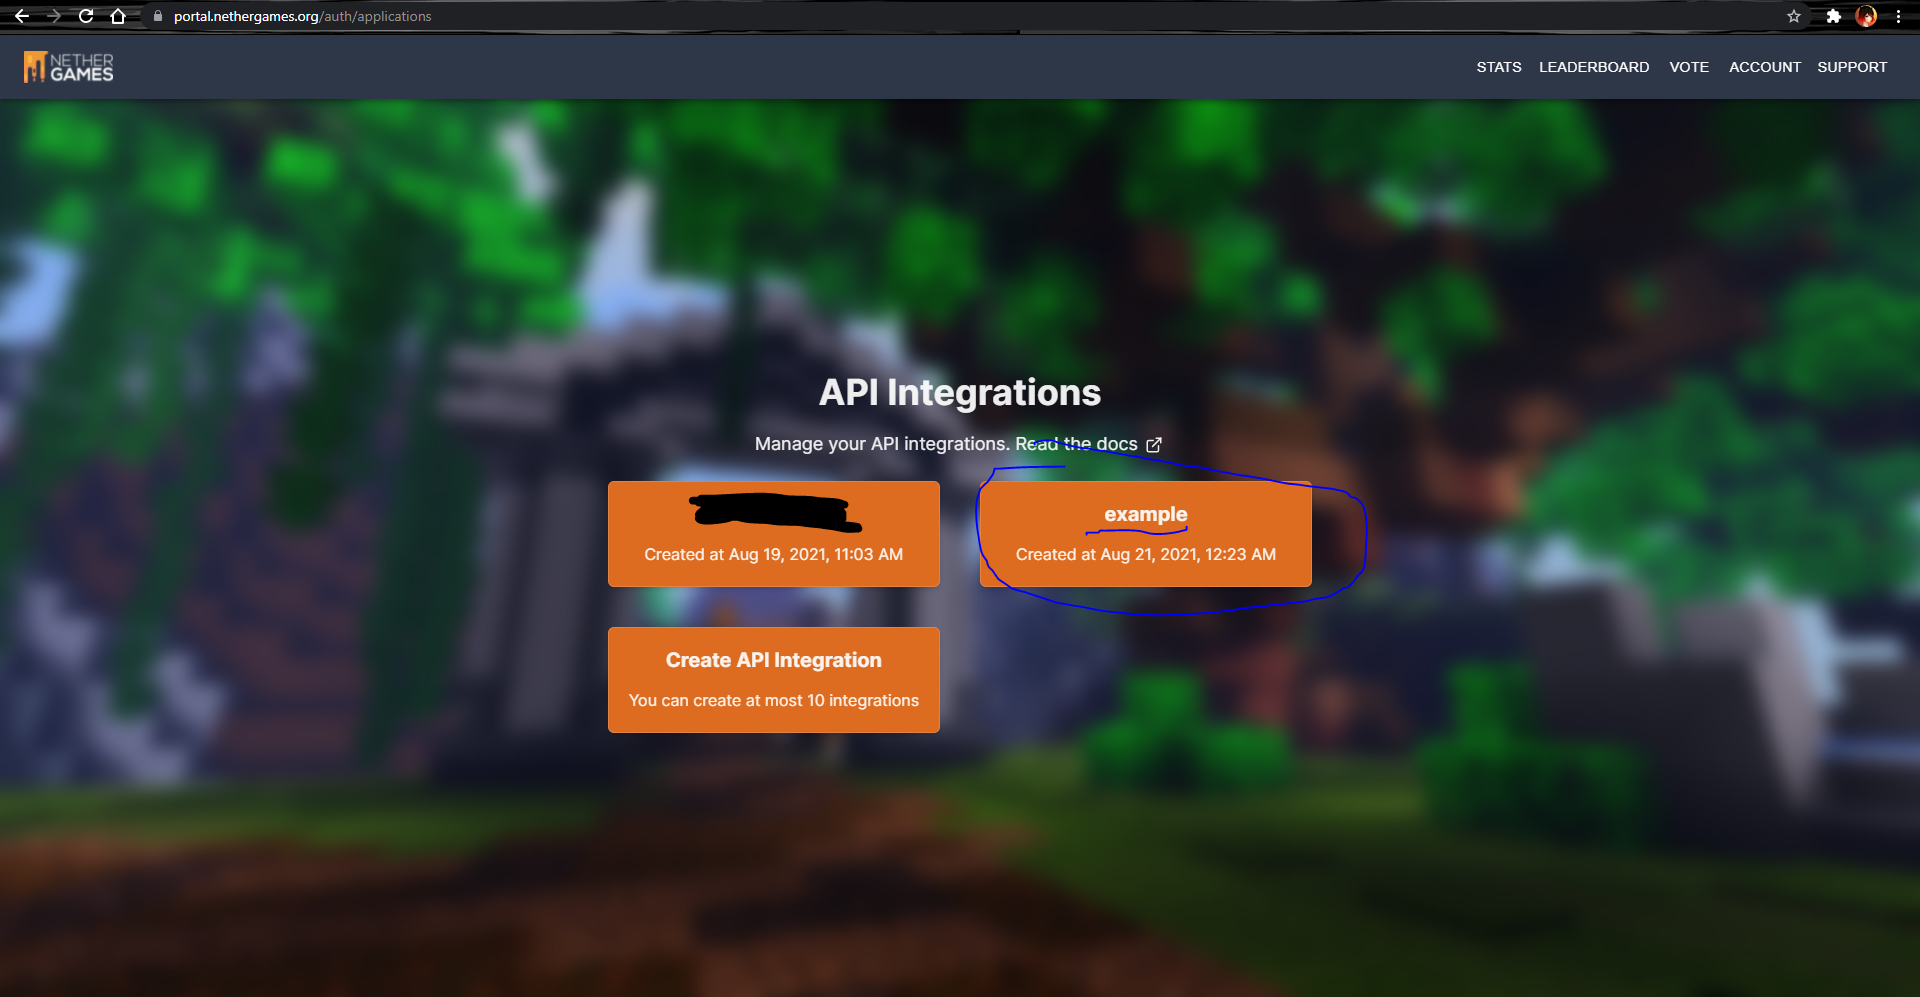 portal.nethergames.org/auth/applications
NETHER
GAMES
STATS LEADERBOARD VOTE ACCOUNT SUPPORT
API Integrations
Manage your API integrations. Read the docs
example
Created at Aug 19, 2021, 11:03 AM
Created at Aug 21, 2021, 12:23 AM
Create API Integration
You can create at most 10 integrations